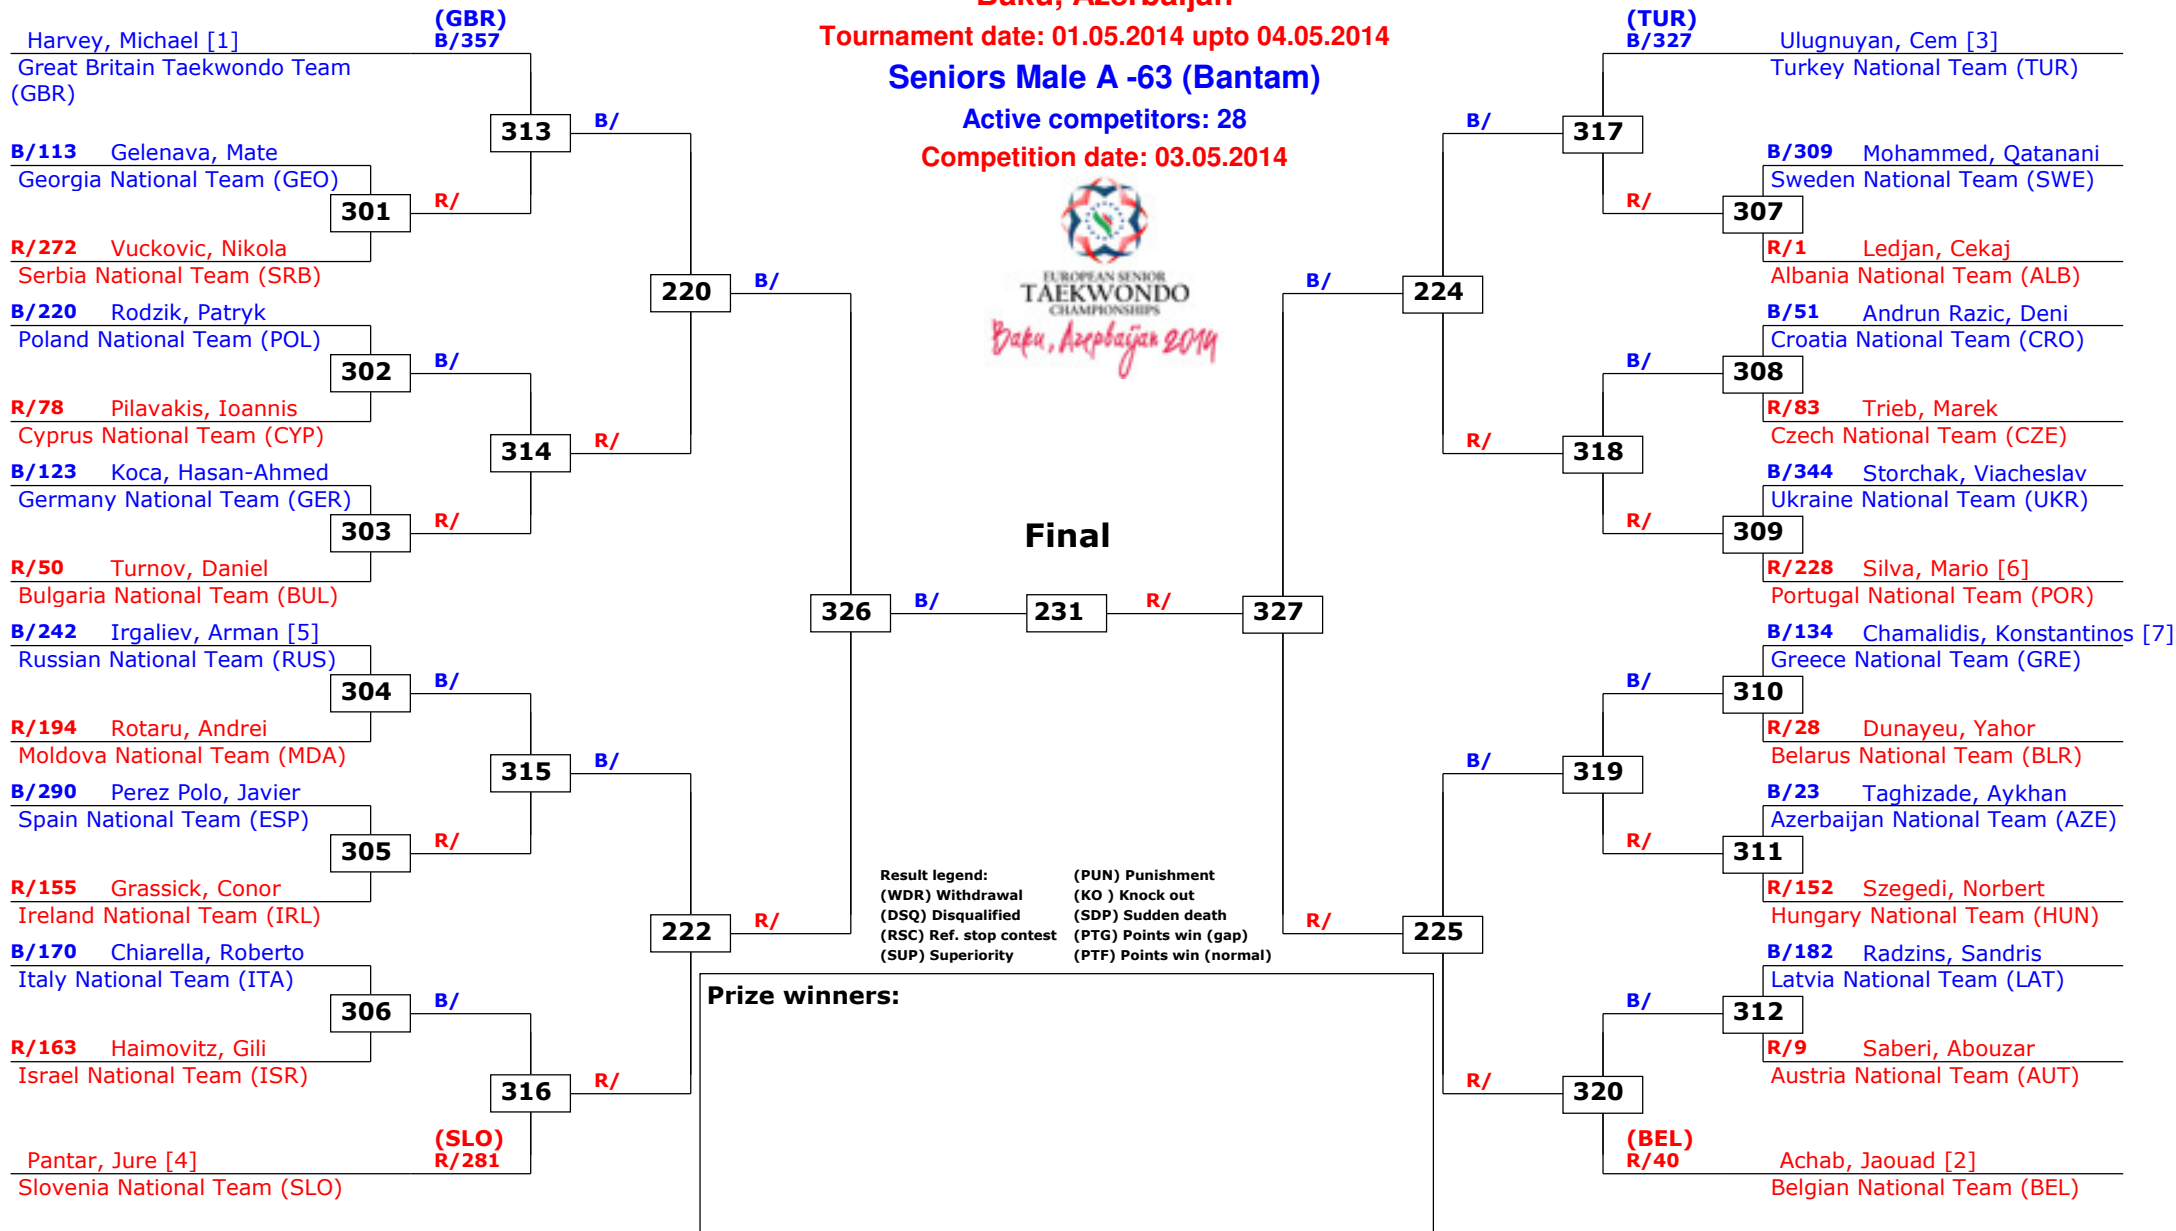 Baku, Azerbaijan
Tournament date: 01.05.2014 upto 04.05.2014
Seniors Male A -63 (Bantam)
Active competitors: 28
Competition date: 03.05.2014
EUROPEAN SENIOR
TAEKWONDO
CHAMPIONSHIPS
Baku, Azerbaijan 2014
(GBR)
Harvey, Michael [1] B/357
Great Britain Taekwondo Team
(GBR)
313 B/
B/113 Gelenava, Mate
Georgia National Team (GEO)
301 R/
R/272 Vuckovic, Nikola
Serbia National Team (SRB)
220 B/
B/220 Rodzik, Patryk
Poland National Team (POL)
302 B/
R/78 Pilavakis, Ioannis
Cyprus National Team (CYP)
314 R/
B/123 Koca, Hasan-Ahmed
Germany National Team (GER)
303 R/
R/50 Turnov, Daniel
Bulgaria National Team (BUL)
B/242 Irgaliev, Arman [5]
Russian National Team (RUS)
304 B/
R/194 Rotaru, Andrei
Moldova National Team (MDA)
315 B/
B/290 Perez Polo, Javier
Spain National Team (ESP)
305 R/
R/155 Grassick, Conor
Ireland National Team (IRL)
222 R/
B/170 Chiarella, Roberto
Italy National Team (ITA)
306 B/
R/163 Haimovitz, Gili
Israel National Team (ISR)
316 R/
(SLO)
Pantar, Jure [4] R/281
Slovenia National Team (SLO)
Final
326 B/ 231 R/ 327
(TUR)
B/327 Ulugnuyan, Cem [3]
Turkey National Team (TUR)
B/ 317
B/309 Mohammed, Qatanani
Sweden National Team (SWE)
R/ 307
R/1 Ledjan, Cekaj
Albania National Team (ALB)
B/ 224
B/51 Andrun Razic, Deni
Croatia National Team (CRO)
B/ 308
R/83 Trieb, Marek
Czech National Team (CZE)
R/ 318
B/344 Storchak, Viacheslav
Ukraine National Team (UKR)
R/ 309
R/228 Silva, Mario [6]
Portugal National Team (POR)
B/134 Chamalidis, Konstantinos [7]
Greece National Team (GRE)
B/ 310
R/28 Dunayeu, Yahor
Belarus National Team (BLR)
B/ 319
B/23 Taghizade, Aykhan
Azerbaijan National Team (AZE)
R/ 311
R/152 Szegedi, Norbert
Hungary National Team (HUN)
R/ 225
B/182 Radzins, Sandris
Latvia National Team (LAT)
B/ 312
R/9 Saberi, Abouzar
Austria National Team (AUT)
R/ 320
(BEL)
R/40 Achab, Jaouad [2]
Belgian National Team (BEL)
Result legend: (PUN) Punishment
(WDR) Withdrawal (KO ) Knock out
(DSQ) Disqualified (SDP) Sudden death
(RSC) Ref. stop contest (PTG) Points win (gap)
(SUP) Superiority (PTF) Points win (normal)
Prize winners: